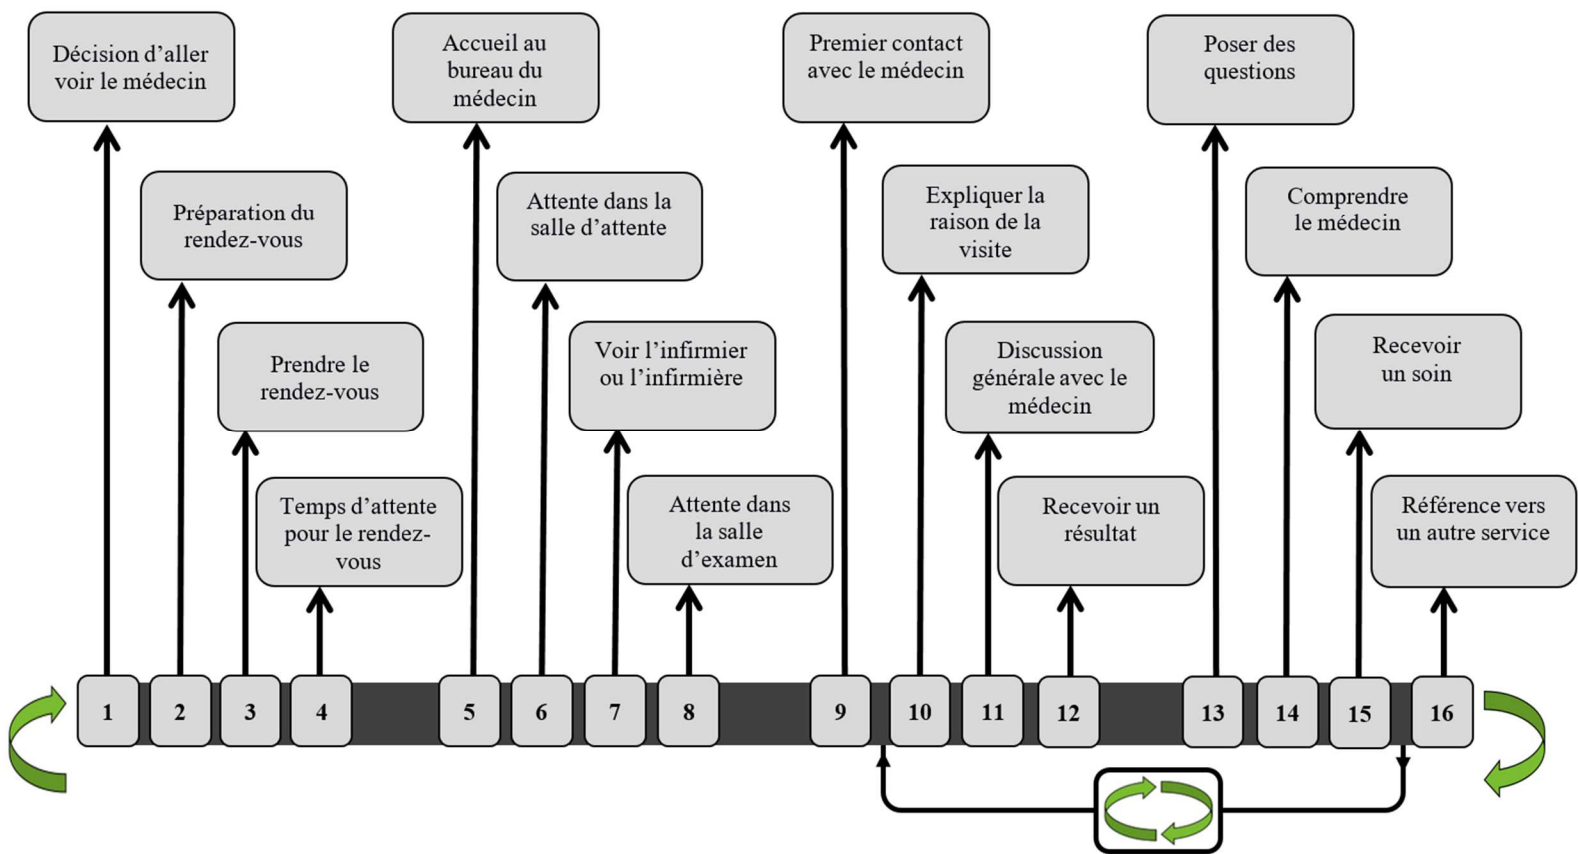 Décision d’aller
voir le médecin
Préparation du
rendez-vous
Prendre le
rendez-vous
Temps d’attente
pour le rendez-
vous
Accueil au
bureau du
médecin
Attente dans la
salle d’attente
Voir l’infirmier
ou l’infirmière
Attente dans
la salle
d’examen
Premier contact
avec le médecin
Expliquer la
raison de la
visite
Discussion
générale avec le
médecin
Recevoir un
résultat
Poser des
questions
Comprendre
le médecin
Recevoir
un soin
Référence vers
un autre service
1 2 3 4 5 6 7 8 9 10 11 12 13 14 15 16